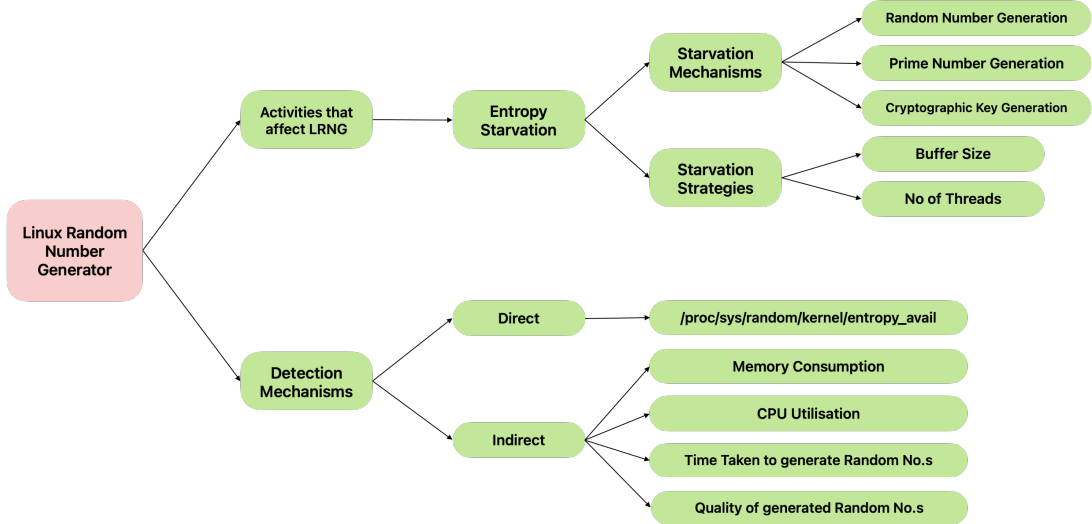 Linux Random
Number
Generator
Activities that
affect LRNG
Entropy
Starvation
Starvation
Mechanisms
Random Number Generation
Prime Number Generation
Cryptographic Key Generation
Starvation
Strategies
Buffer Size
No of Threads
Detection
Mechanisms
Direct
/proc/sys/random/kernel/entropy_avail
Indirect
Memory Consumption
CPU Utilisation
Time Taken to generate Random No.s
Quality of generated Random No.s